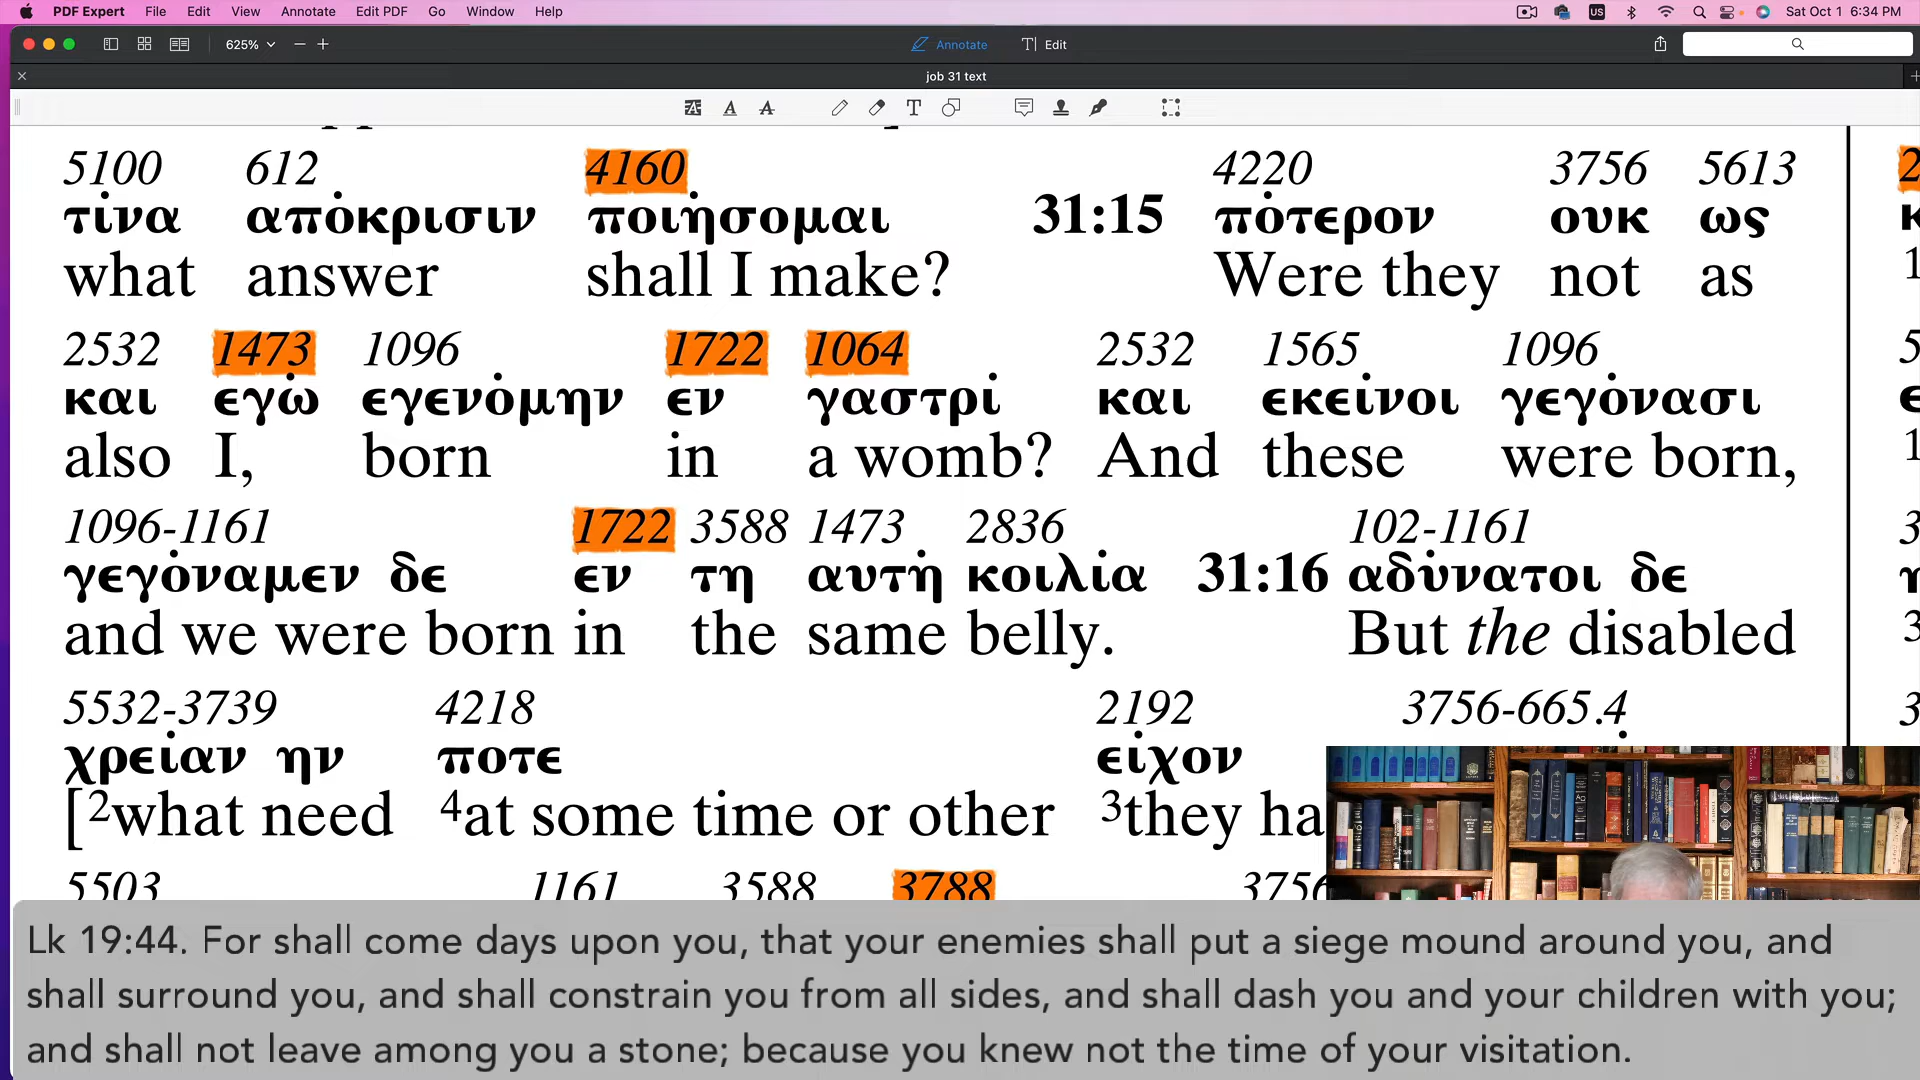 PDF Expert File Edit View Annotate Edit PDF Go Window Help US Sat Oct 1 6:34 PM
625% Annotate Edit
job 31 text
5100 612 4160 4220 3756 5613
τίνα απόκρισιν ποιήσομαι 31:15 πότερον ουκ ως
what answer shall I make? Were they not as
2532 1473 1096 1722 1064 2532 1565 1096
και εγώ εγενόμην εν γαστρί και εκείνοι γεγόνασι
also I, born in a womb? And these were born,
1096-1161 1722 3588 1473 2836 102-1161
γεγόναμεν δε εν τη αυτή κοιλία 31:16 αδύνατοι δε
and we were born in the same belly. But the disabled
5532-3739 4218 2192 3756-665.4
χρείαν ην ποτε είχον
[2what need 4at some time or other 3they ha
5503 1161 3588 3788 3756
Lk 19:44. For shall come days upon you, that your enemies shall put a siege mound around you, and
shall surround you, and shall constrain you from all sides, and shall dash you and your children with you;
and shall not leave among you a stone; because you knew not the time of your visitation.